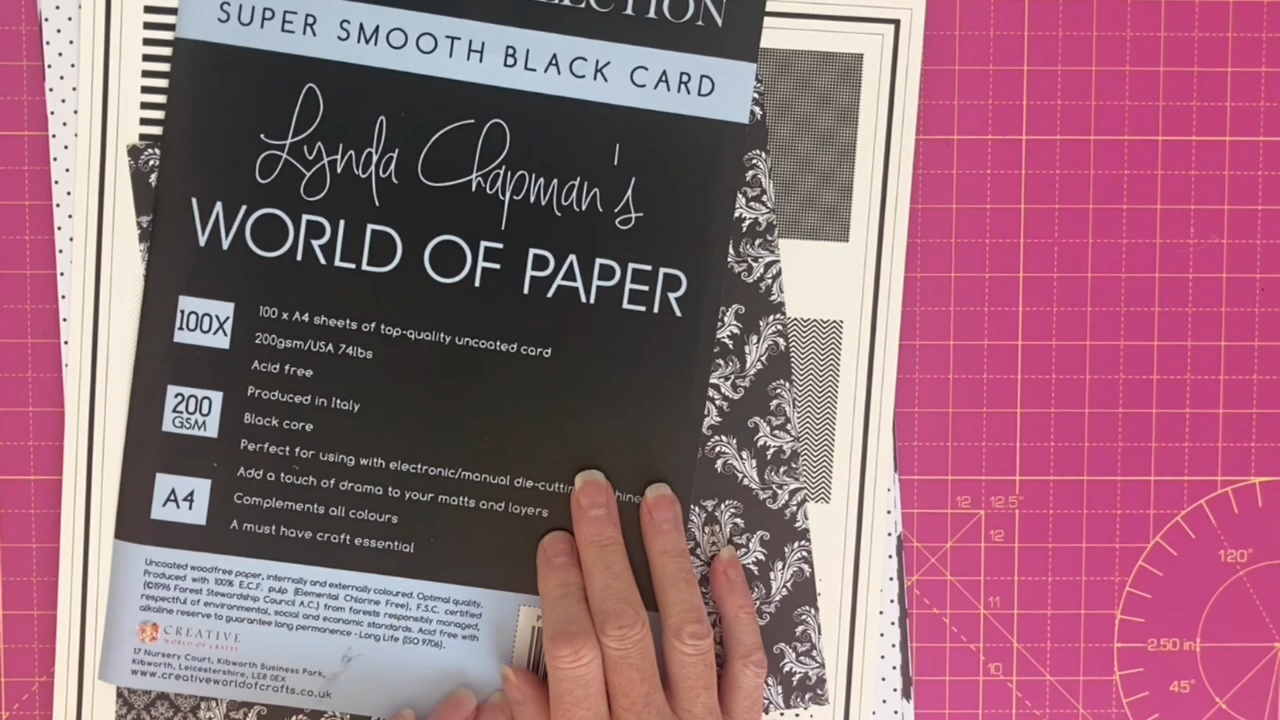 SUPER SMOOTH BLACK CARD
Lynda Chapman's
WORLD OF PAPER
100X
100 x A4 sheets of top-quality uncoated card
200gsm/USA 74lbs
Acid free
Produced in Italy
200
GSM
Black core
Perfect for using with electronic/manual die-cutting
Add a touch of drama to your matts and layers
A4
Complements all colours
A must have craft essential
Uncoated woodfree paper, internally and externally coloured. Optimal quality.
Produced with 100% E.C.F. pulp (Elemental Chlorine Free), F.S.C. certified
(©1996 Forest Stewardship Council A.C.) from forests responsibly managed,
respectful of environmental, social and economic standards. Acid free with
alkaline reserve to guarantee long permanence - Long Life (ISO 9706).
CREATIVE
WORLD OF CRAFTS
17 Nursery Court, Kibworth Business Park,
Kibworth, Leicestershire, LE8 0EX
www.creativeworldofcrafts.co.uk
12 12.5"
12
11
10
120°
2.50 in
45°